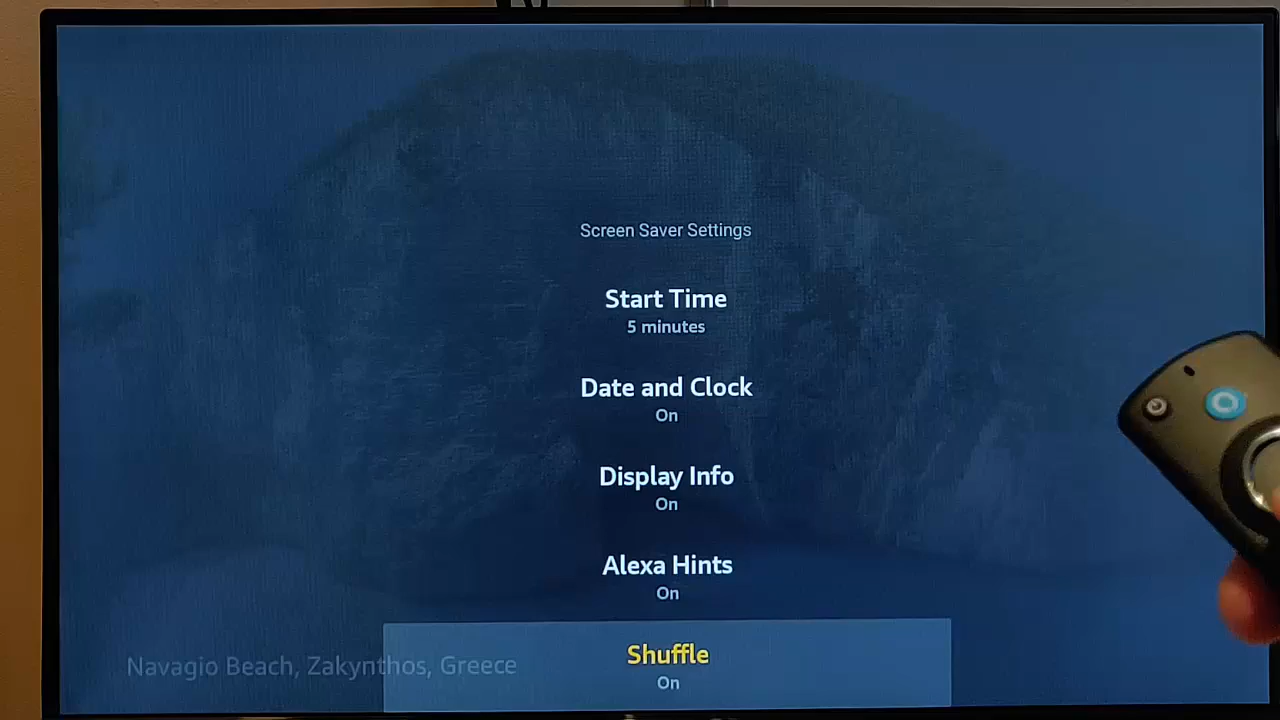 Screen Saver Settings
Start Time
5 minutes
Date and Clock
On
Display Info
On
Alexa Hints
On
Shuffle
On
Navagio Beach, Zakynthos, Greece